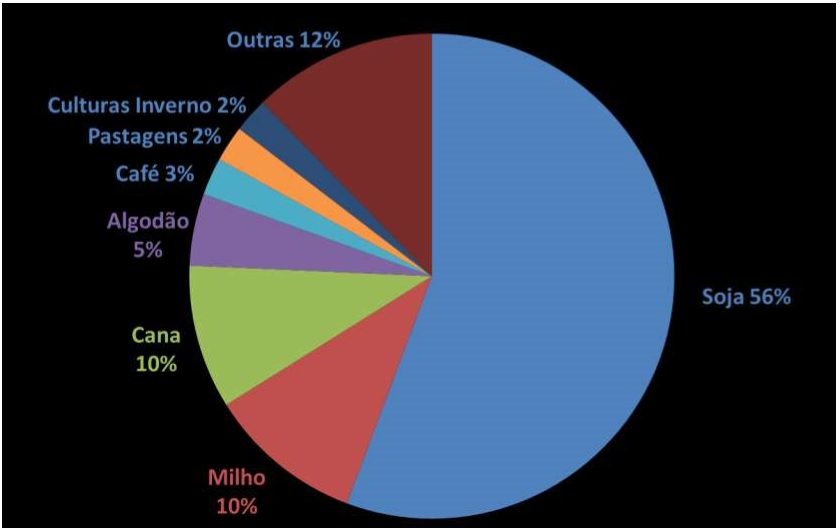 Outras 12%
Culturas Inverno 2%
Pastagens 2%
Café 3%
Algodão
5%
Soja 56%
Cana
10%
Milho
10%